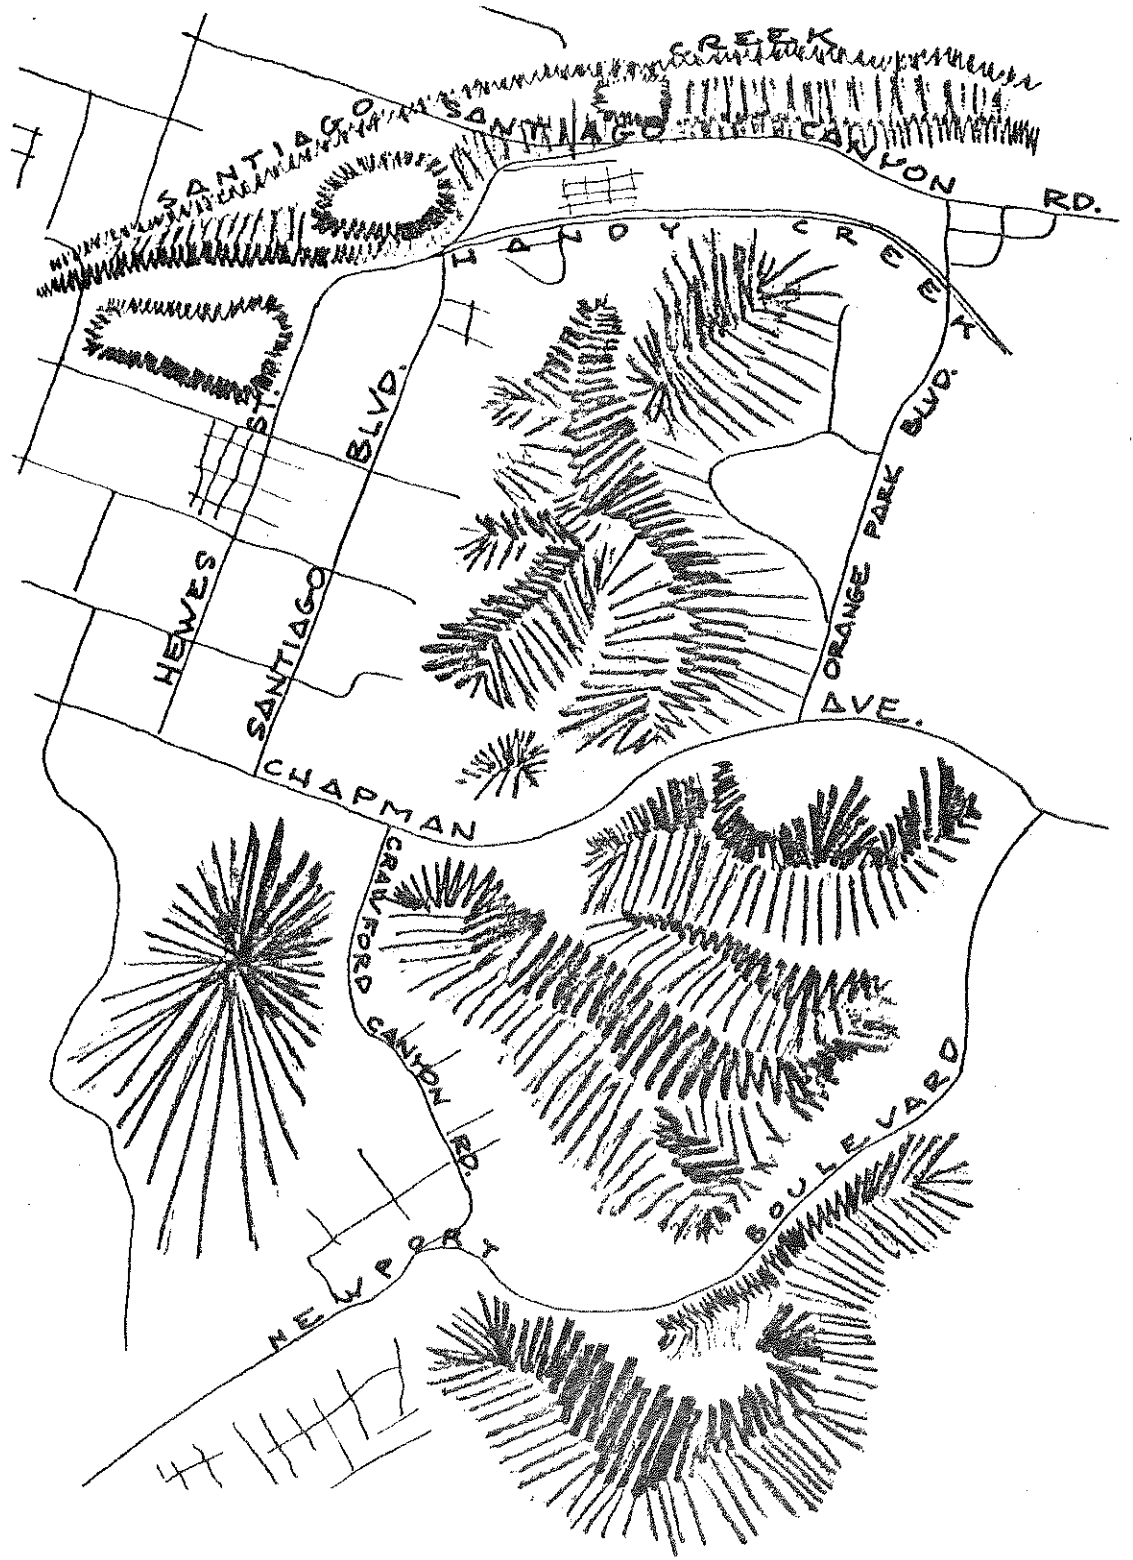 CREEK
SANTIAGO
SANTIAGO CANYON RD.
HANDY CREEK
HEWES ST.
SANTIAGO BLVD.
ORANGE PARK BLVD.
CHAPMAN AVE.
CRAWFORD CANYON RD.
NEWPORT BOULEVARD